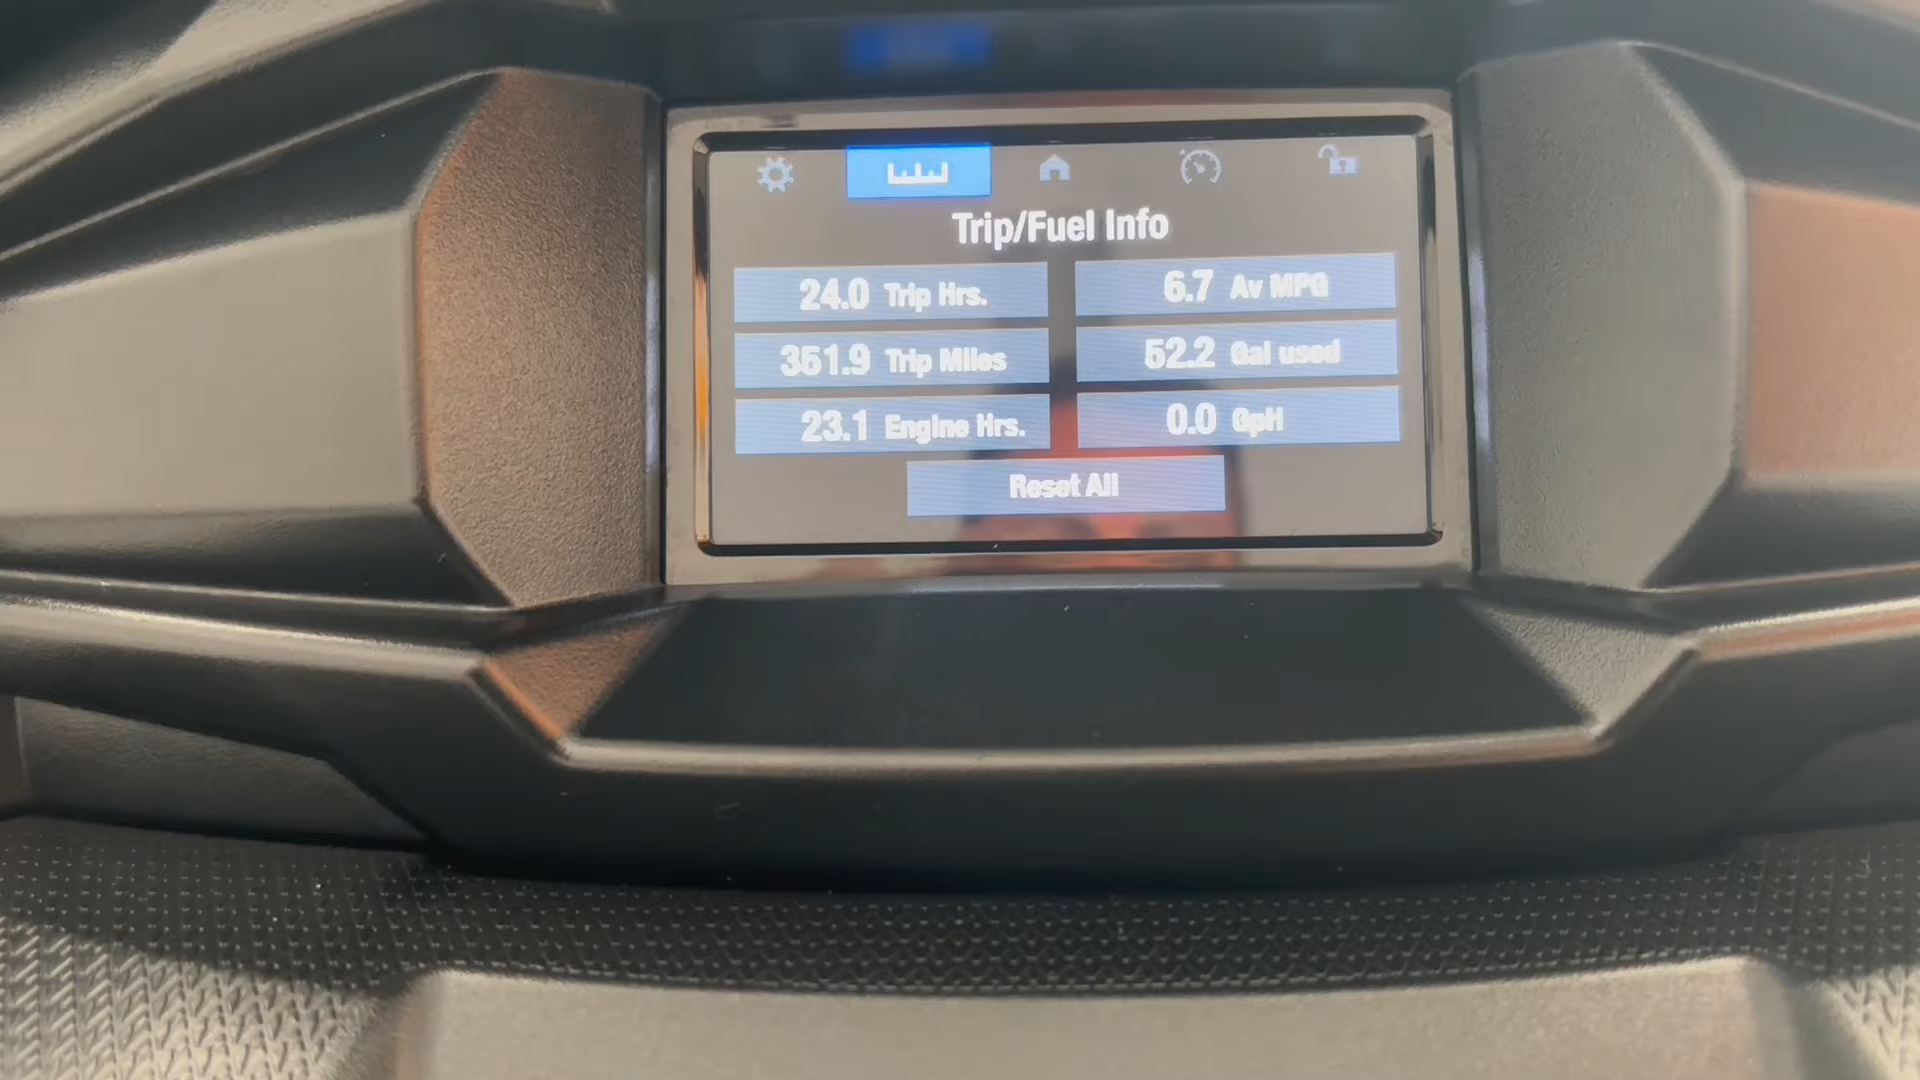 Trip/Fuel Info
24.0 Trip Hrs.
6.7 Av MPG
351.9 Trip Miles
52.2 Gal used
23.1 Engine Hrs.
0.0 GpH
Reset All